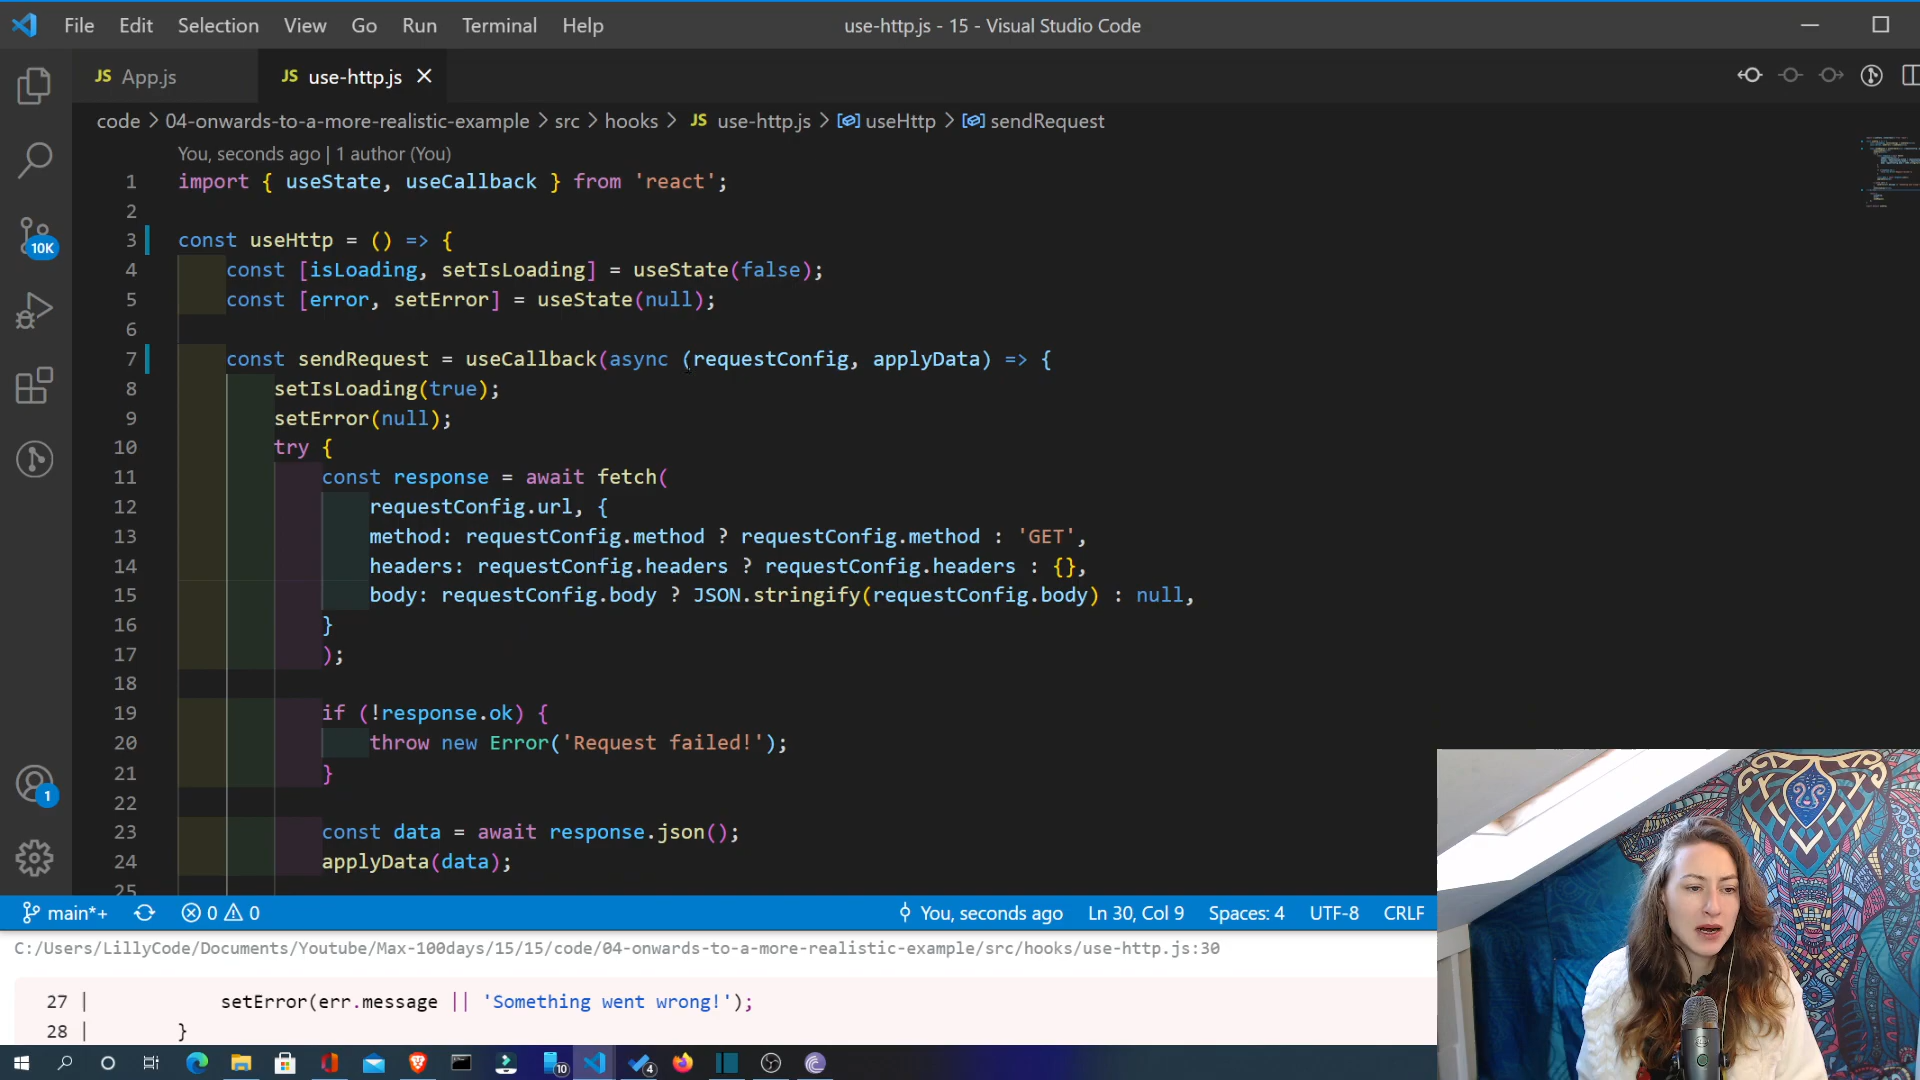 File Edit Selection View Go Run Terminal Help use-http.js - 15 - Visual Studio Code
JS App.js JS use-http.js
code > 04-onwards-to-a-more-realistic-example > src > hooks > JS use-http.js > useHttp > sendRequest
You, seconds ago | 1 author (You)
1 import { useState, useCallback } from 'react';
2
3 const useHttp = () => {
4 const [isLoading, setIsLoading] = useState(false);
5 const [error, setError] = useState(null);
6
7 const sendRequest = useCallback(async (requestConfig, applyData) => {
8 setIsLoading(true);
9 setError(null);
10 try {
11 const response = await fetch(
12 requestConfig.url, {
13 method: requestConfig.method ? requestConfig.method : 'GET',
14 headers: requestConfig.headers ? requestConfig.headers : {},
15 body: requestConfig.body ? JSON.stringify(requestConfig.body) : null,
16 }
17 );
18
19 if (!response.ok) {
20 throw new Error('Request failed!');
21 }
22
23 const data = await response.json();
24 applyData(data);
25
10K
1
main*+ 0 0 You, seconds ago Ln 30, Col 9 Spaces: 4 UTF-8 CRLF
C:/Users/LillyCode/Documents/Youtube/Max-100days/15/15/code/04-onwards-to-a-more-realistic-example/src/hooks/use-http.js:30
27 | setError(err.message || 'Something went wrong!');
28 | }
10 4